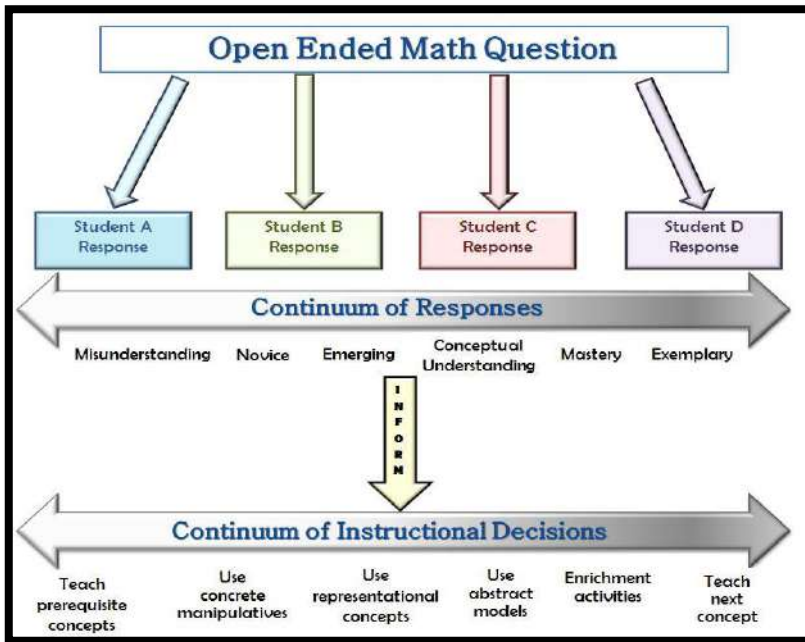 Open Ended Math Question
Student A
Response
Student B
Response
Student C
Response
Student D
Response
Continuum of Responses
Misunderstanding
Novice
Emerging
Conceptual
Understanding
Mastery
Exemplary
INFORM
Continuum of Instructional Decisions
Teach
prerequisite
concepts
Use
concrete
manipulatives
Use
representational
concepts
Use
abstract
models
Enrichment
activities
Teach
next
concept